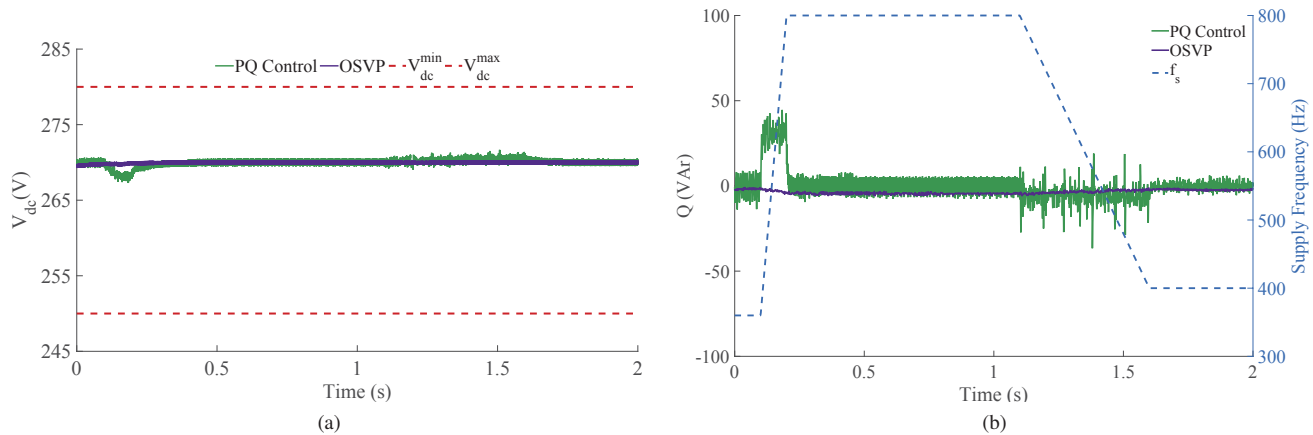 285
275
265
255
245
V_dc(V)
PQ Control OSVP V_dc^min V_dc^max
0 0.5 1 1.5 2
Time (s)
(a)
100
50
0
-50
-100
Q (VAr)
PQ Control
OSVP
f_s
800
700
600
500
400
300
Supply Frequency (Hz)
0 0.5 1 1.5 2
Time (s)
(b)